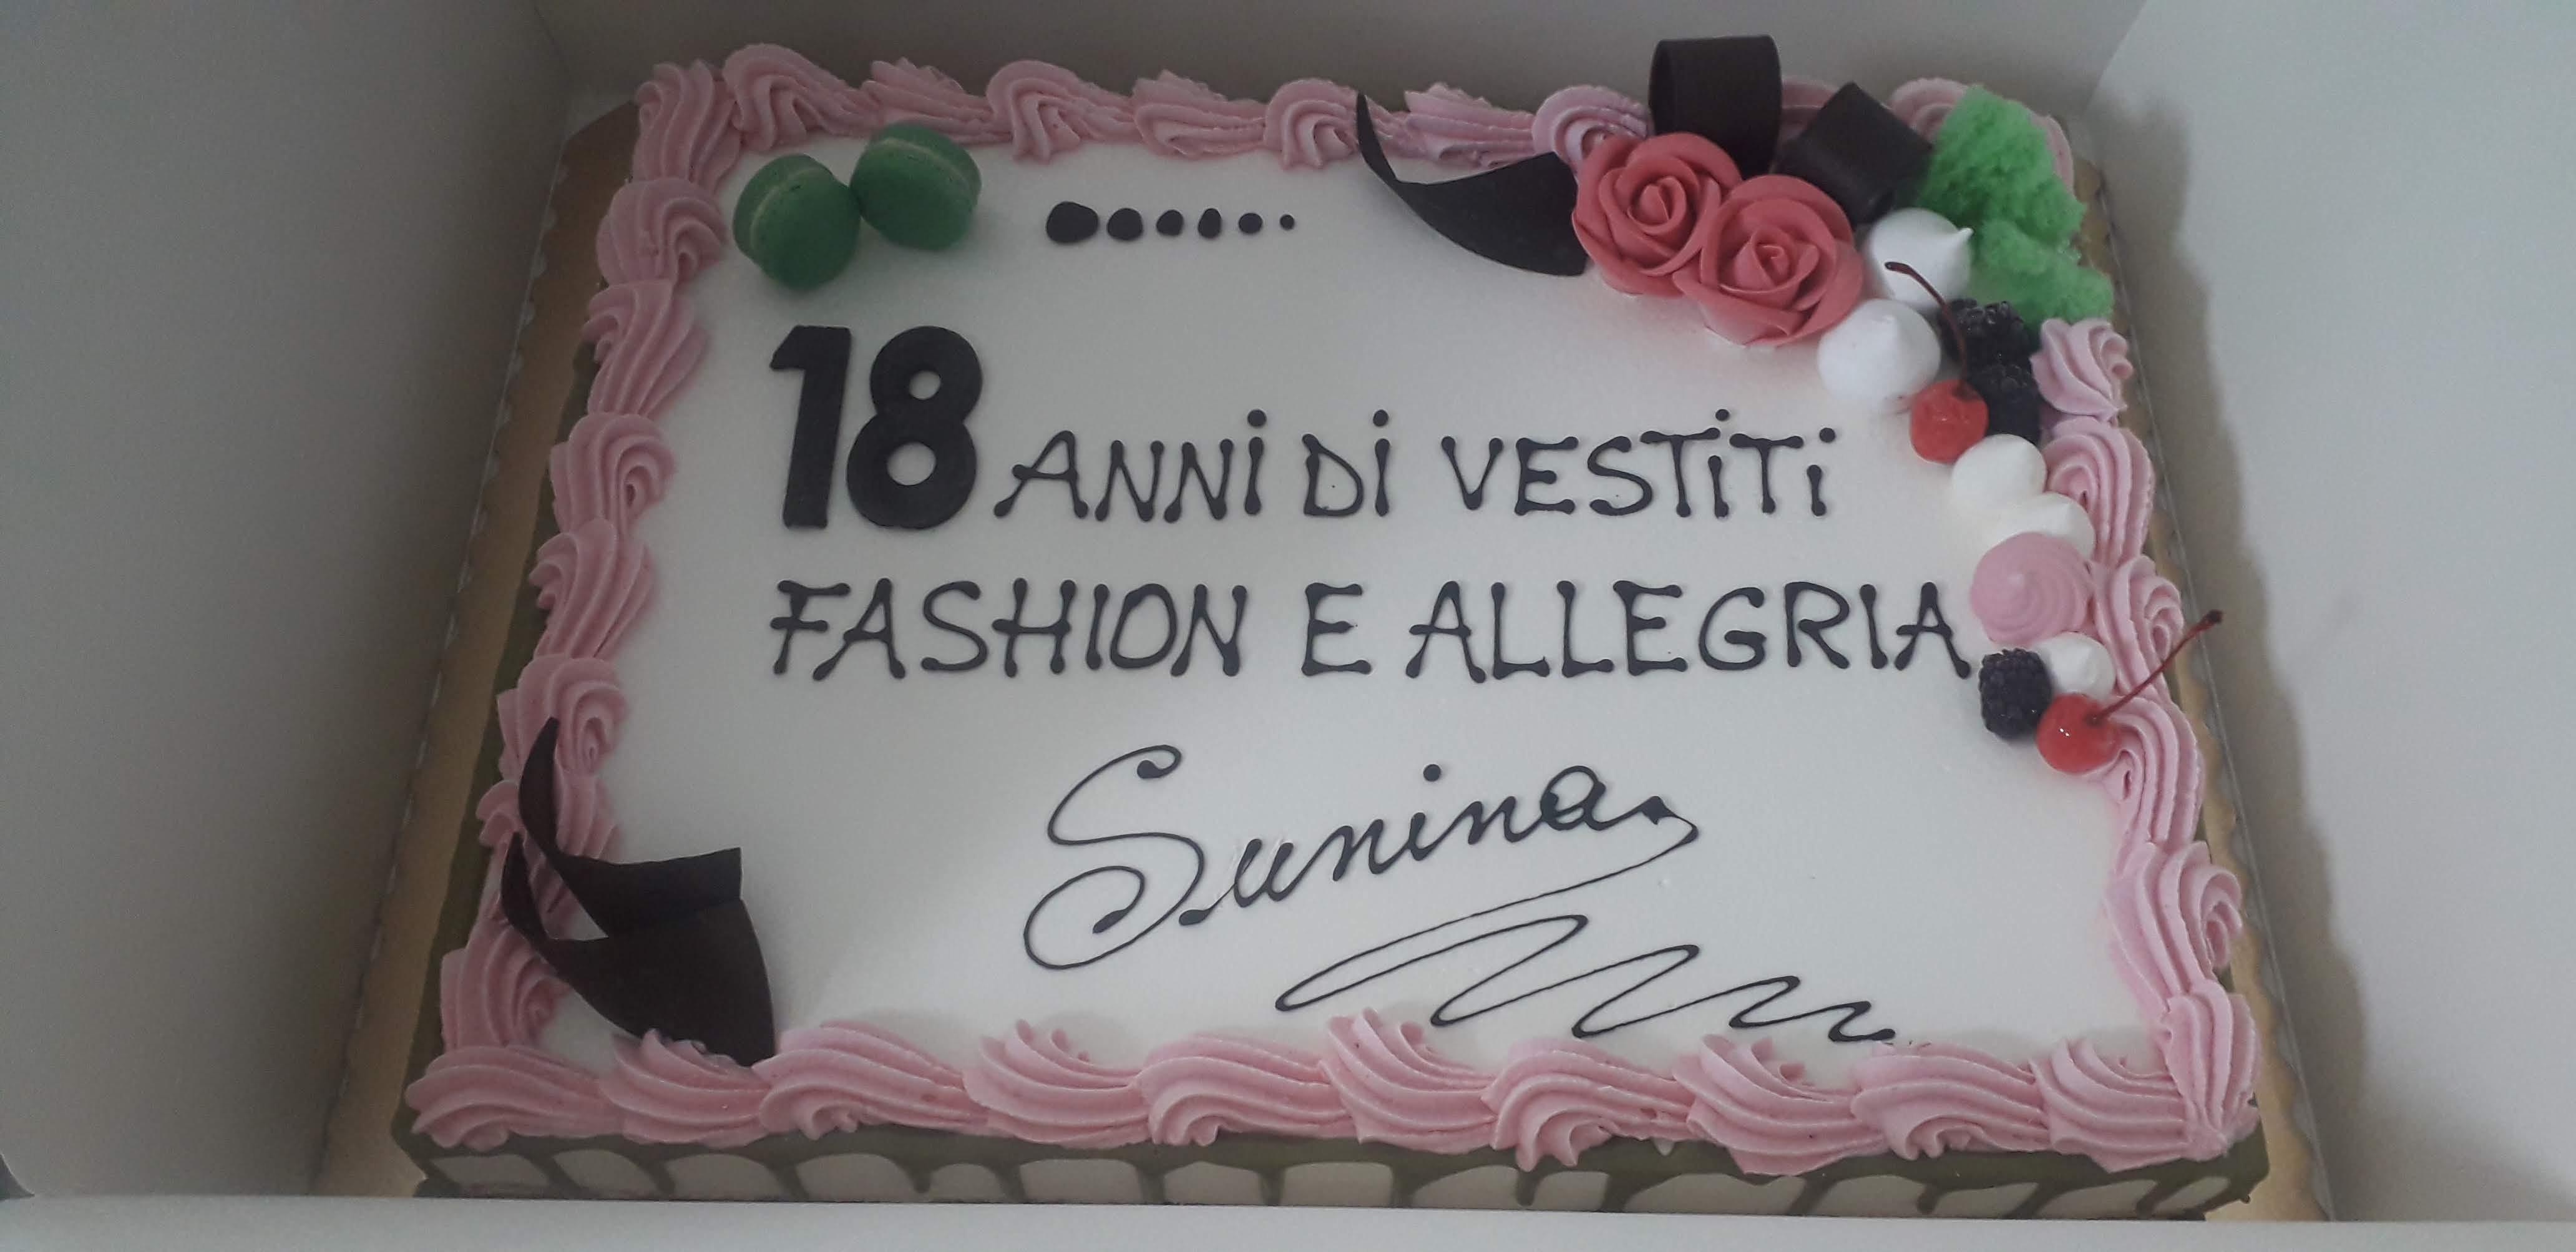 18 ANNi Di VESTiTi
FASHION E ALLEGRIA
Sunina